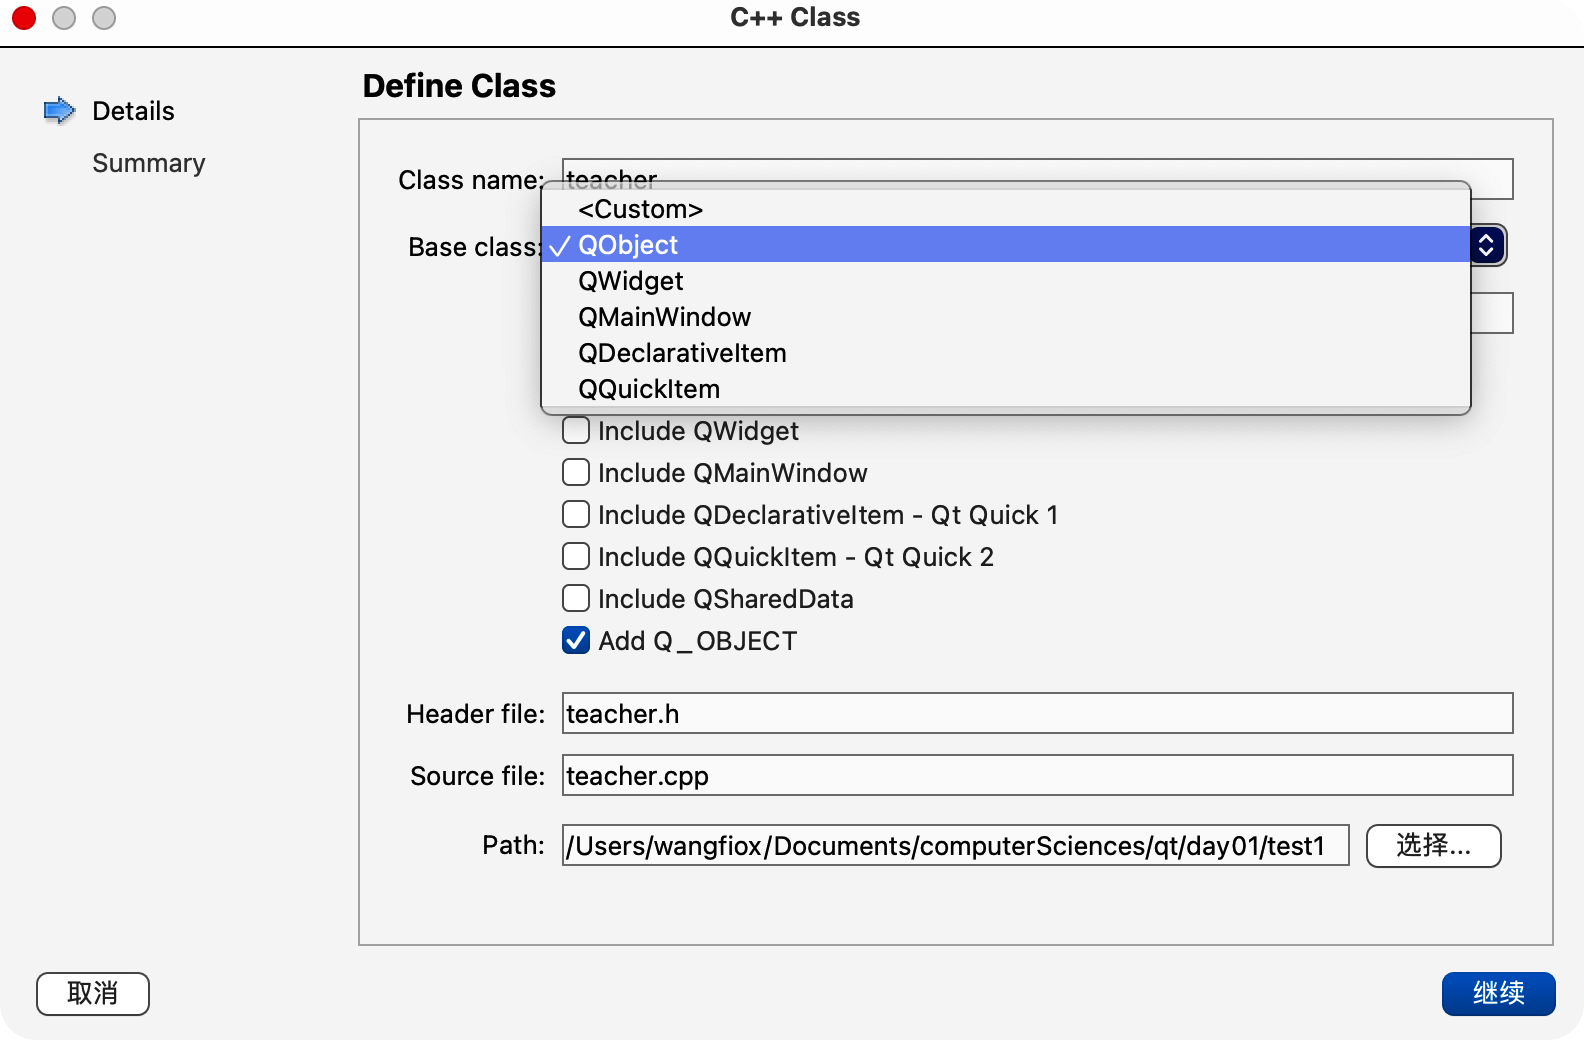 C++ Class
Details
Summary
Define Class
Class name: teacher
<Custom>
Base class: ✓ QObject
QWidget
QMainWindow
QDeclarativeItem
QQuickItem
Include QWidget
Include QMainWindow
Include QDeclarativeItem - Qt Quick 1
Include QQuickItem - Qt Quick 2
Include QSharedData
Add Q_OBJECT
Header file: teacher.h
Source file: teacher.cpp
Path: /Users/wangfiox/Documents/computerSciences/qt/day01/test1 选择...
取消 继续